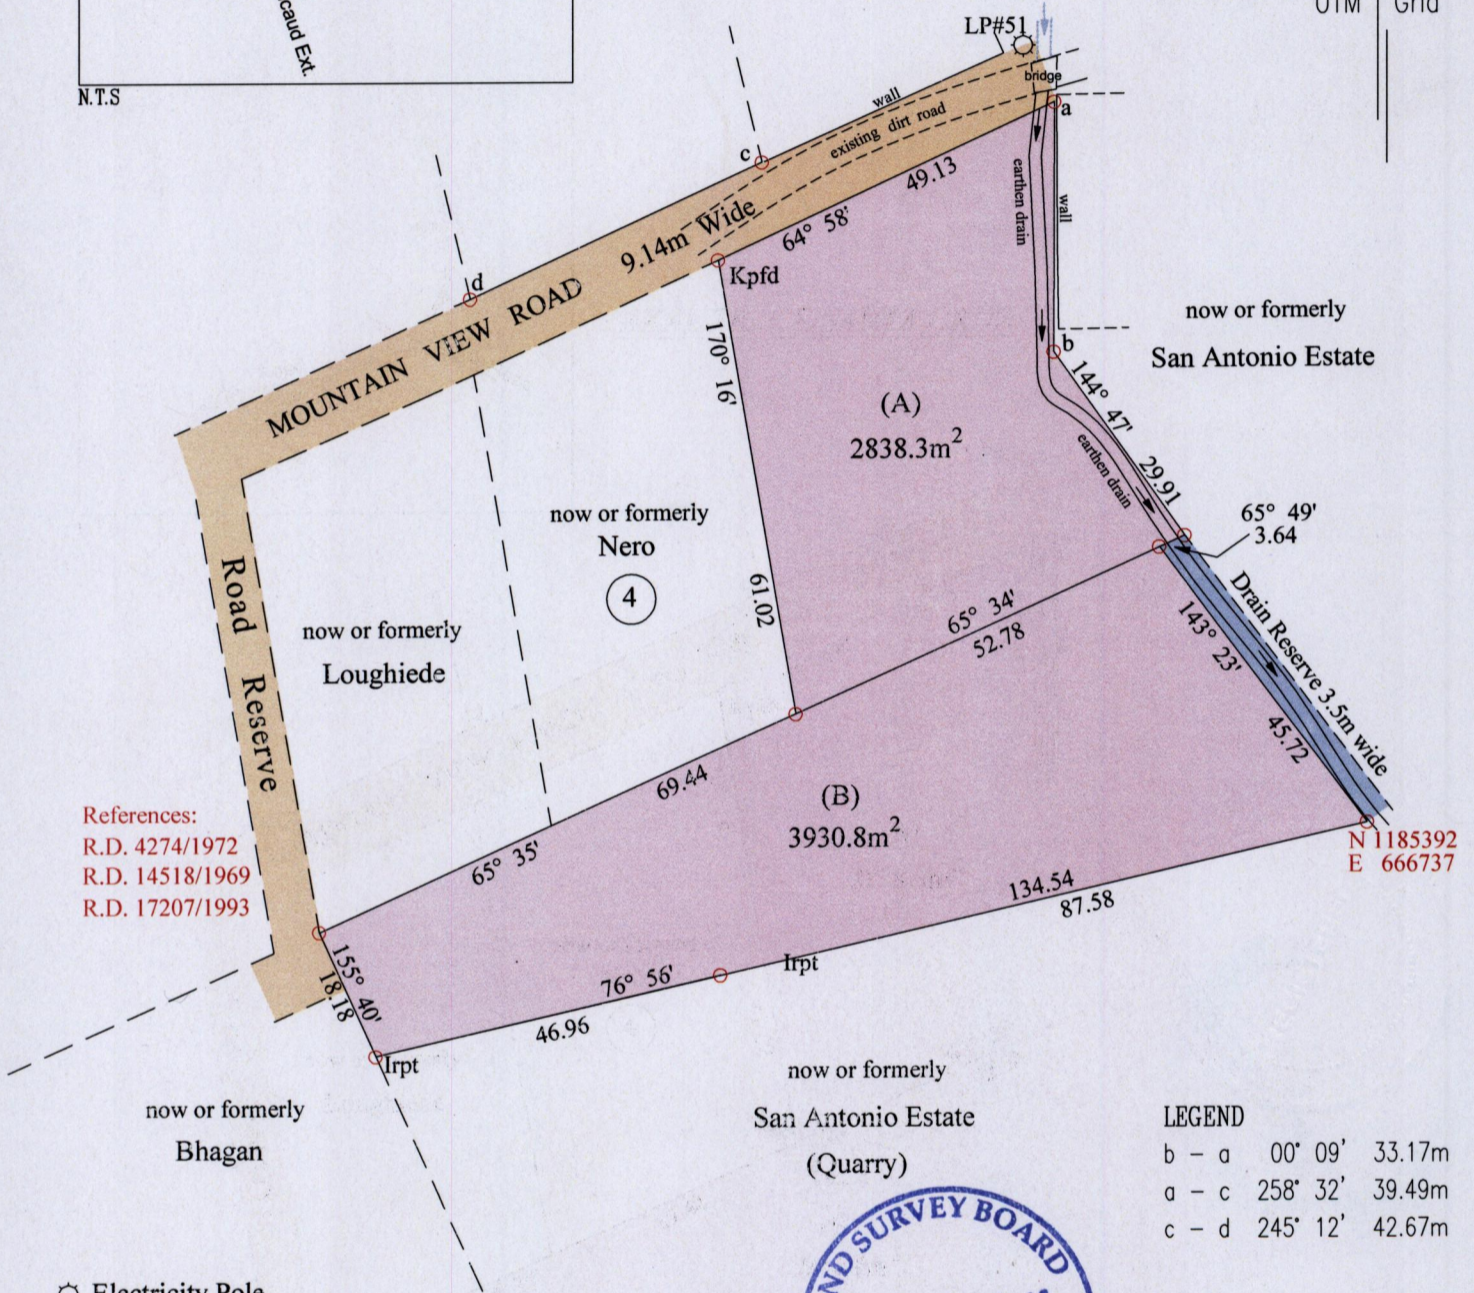 caud Ext.
N.T.S
UTM Grid
LP#51
bridge
a
wall
existing dirt road
c
49.13
64° 58'
earthen drain
wall
9.14m Wide
Kpfd
d
MOUNTAIN VIEW ROAD
now or formerly
San Antonio Estate
b
170° 16'
144° 47'
(A)
2838.3m²
earthen drain
29.91
65° 49'
3.64
now or formerly
Nero
4
Road Reserve
now or formerly
Loughiede
61.02
65° 34'
52.78
143° 23'
45.72
Drain Reserve 3.5m wide
69.44
65° 35'
(B)
3930.8m²
References:
R.D. 4274/1972
R.D. 14518/1969
R.D. 17207/1993
N 1185392
E 666737
134.54
87.58
155° 40'
18.18
76° 56'
Irpt
46.96
Irpt
now or formerly
Bhagan
now or formerly
San Antonio Estate
(Quarry)
LEGEND
b - a 00° 09' 33.17m
a - c 258° 32' 39.49m
c - d 245° 12' 42.67m
ND SURVEY BOARD
Electricity Pole